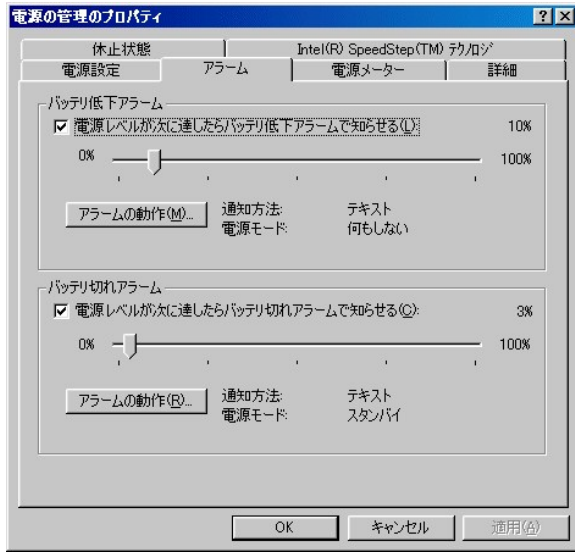 電源の管理のプロパティ
休止状態 Intel(R) SpeedStep(TM) テクノロジ
電源設定 アラーム 電源メーター 詳細
バッテリ低下アラーム
電源レベルが次に達したらバッテリ低下アラームで知らせる(L): 10%
0% 100%
アラームの動作(M)... 通知方法: テキスト
電源モード: 何もしない
バッテリ切れアラーム
電源レベルが次に達したらバッテリ切れアラームで知らせる(C): 3%
0% 100%
アラームの動作(R)... 通知方法: テキスト
電源モード: スタンバイ
OK キャンセル 適用(A)